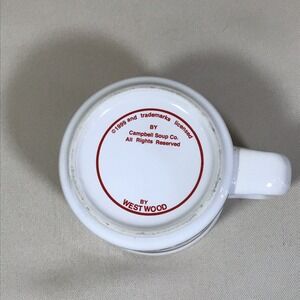 ©1999 and trademarks licensed
BY
Campbell Soup Co.
All Rights Reserved
BY
WESTWOOD